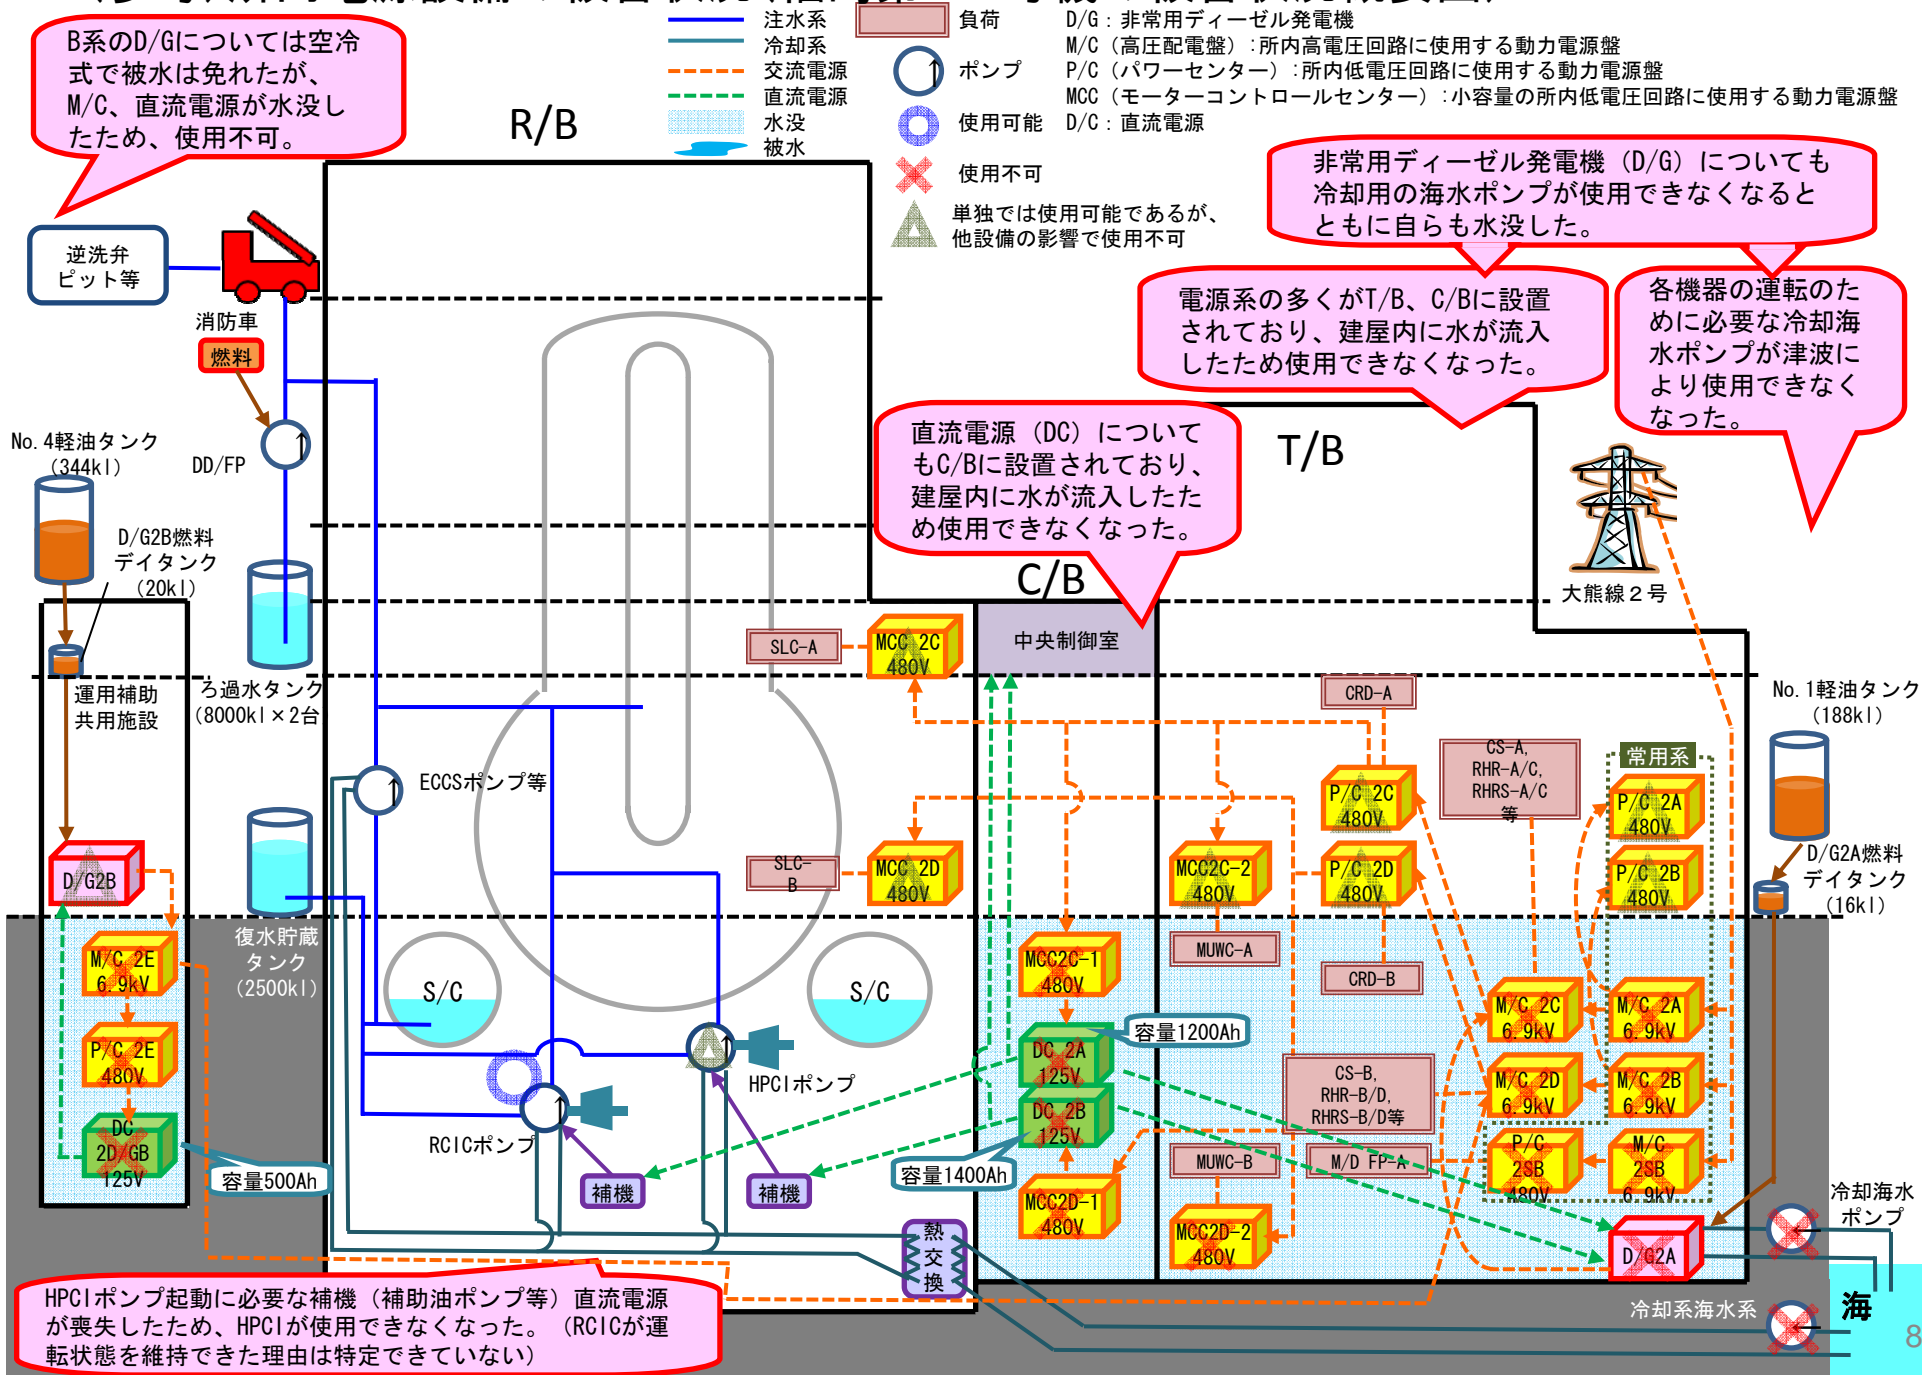 注水系
冷却系
交流電源
直流電源
水没
被水
負荷
ポンプ
使用可能
使用不可
単独では使用可能であるが、
他設備の影響で使用不可
D/G：非常用ディーゼル発電機
M/C（高圧配電盤）：所内高電圧回路に使用する動力電源盤
P/C（パワーセンター）：所内低電圧回路に使用する動力電源盤
MCC（モーターコントロールセンター）：小容量の所内低電圧回路に使用する動力電源盤
D/C：直流電源
B系のD/Gについては空冷
式で被水は免れたが、
M/C、直流電源が水没し
たため、使用不可。
R/B
非常用ディーゼル発電機（D/G）についても
冷却用の海水ポンプが使用できなくなると
ともに自らも水没した。
逆洗弁
ピット等
消防車
燃料
電源系の多くがT/B、C/Bに設置
されており、建屋内に水が流入
したため使用できなくなった。
各機器の運転のた
めに必要な冷却海
水ポンプが津波に
より使用できなく
なった。
直流電源（DC）について
もC/Bに設置されており、
建屋内に水が流入したた
め使用できなくなった。
T/B
No.4軽油タンク
（344kl）
DD/FP
D/G2B燃料
デイタンク
（20kl）
C/B
大熊線２号
SLC-A
MCC 2C
480V
中央制御室
運用補助
共用施設
ろ過水タンク
（8000kl×2台
CRD-A
No.1軽油タンク
（188kl）
CS-A,
RHR-A/C,
RHRS-A/C
等
常用系
ECCSポンプ等
P/C 2C
480V
P/C 2A
480V
D/G2B
SLC-
B
MCC 2D
480V
MCC2C-2
480V
P/C 2D
480V
P/C 2B
480V
D/G2A燃料
デイタンク
（16kl）
復水貯蔵
タンク
（2500kl）
M/C 2E
6.9kV
S/C
S/C
MCC2C-1
480V
MUWC-A
CRD-B
M/C 2C
6.9kV
M/C 2A
6.9kV
P/C 2E
480V
容量1200Ah
DC 2A
125V
HPCIポンプ
CS-B,
RHR-B/D,
RHRS-B/D等
M/C 2D
6.9kV
M/C 2B
6.9kV
DC
2D/GB
125V
容量500Ah
RCICポンプ
DC 2B
125V
容量1400Ah
補機
補機
MUWC-B
M/D FP-A
P/C
2SB
480V
M/C
2SB
6.9kV
MCC2D-1
480V
MCC2D-2
480V
冷却海水
ポンプ
熱
交
換
D/G2A
HPCIポンプ起動に必要な補機（補助油ポンプ等）直流電源
が喪失したため、HPCIが使用できなくなった。（RCICが運
転状態を維持できた理由は特定できていない）
冷却系海水系
海
8